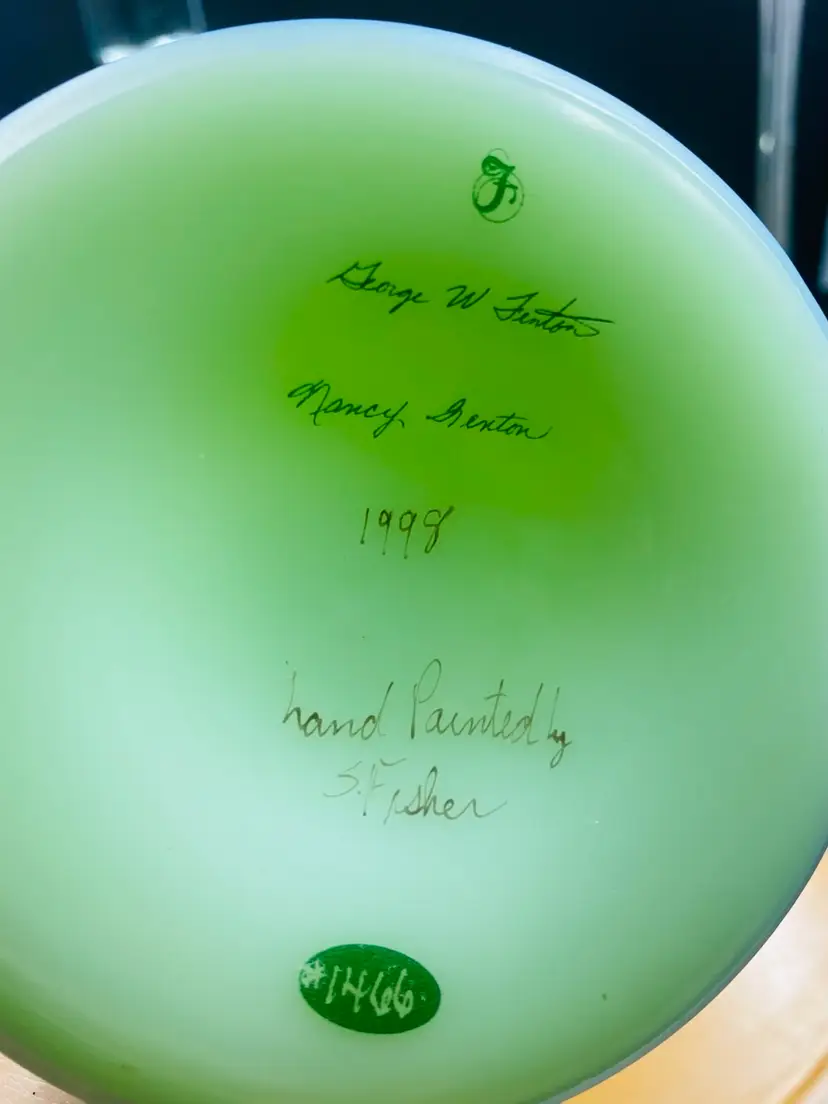 F
George W Fenton
Nancy Fenton
1998
hand Painted by
S. Fisher
#1466